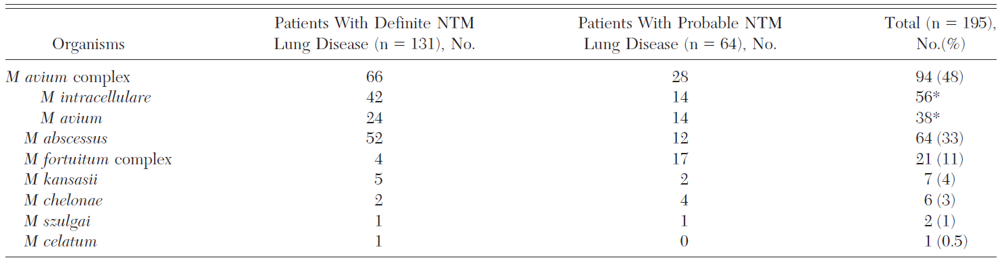 Patients With Definite NTM Patients With Probable NTM Total (n = 195),
Organisms Lung Disease (n = 131), No. Lung Disease (n = 64), No. No.(%)
M avium complex 66 28 94 (48)
M intracellulare 42 14 56*
M avium 24 14 38*
M abscessus 52 12 64 (33)
M fortuitum complex 4 17 21 (11)
M kansasii 5 2 7 (4)
M chelonae 2 4 6 (3)
M szulgai 1 1 2 (1)
M celatum 1 0 1 (0.5)